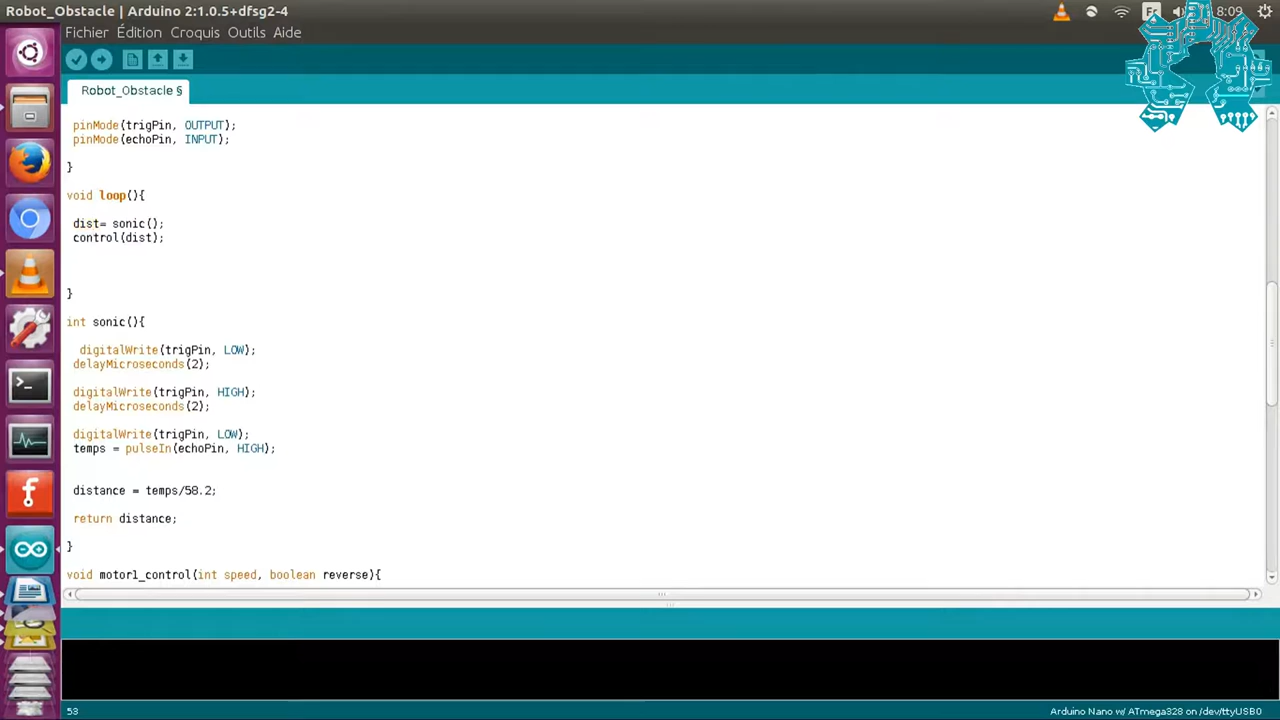 Robot_Obstacle | Arduino 2:1.0.5+dfsg2-4
Fr
8:09
Fichier Édition Croquis Outils Aide
Robot_Obstacle §
pinMode(trigPin, OUTPUT);
pinMode(echoPin, INPUT);
}
void loop(){
dist= sonic();
control(dist);
}
int sonic(){
digitalWrite(trigPin, LOW);
delayMicroseconds(2);
digitalWrite(trigPin, HIGH);
delayMicroseconds(2);
digitalWrite(trigPin, LOW);
temps = pulseIn(echoPin, HIGH);
distance = temps/58.2;
return distance;
}
void motor1_control(int speed, boolean reverse){
53
Arduino Nano w/ ATmega328 on /dev/ttyUSB0